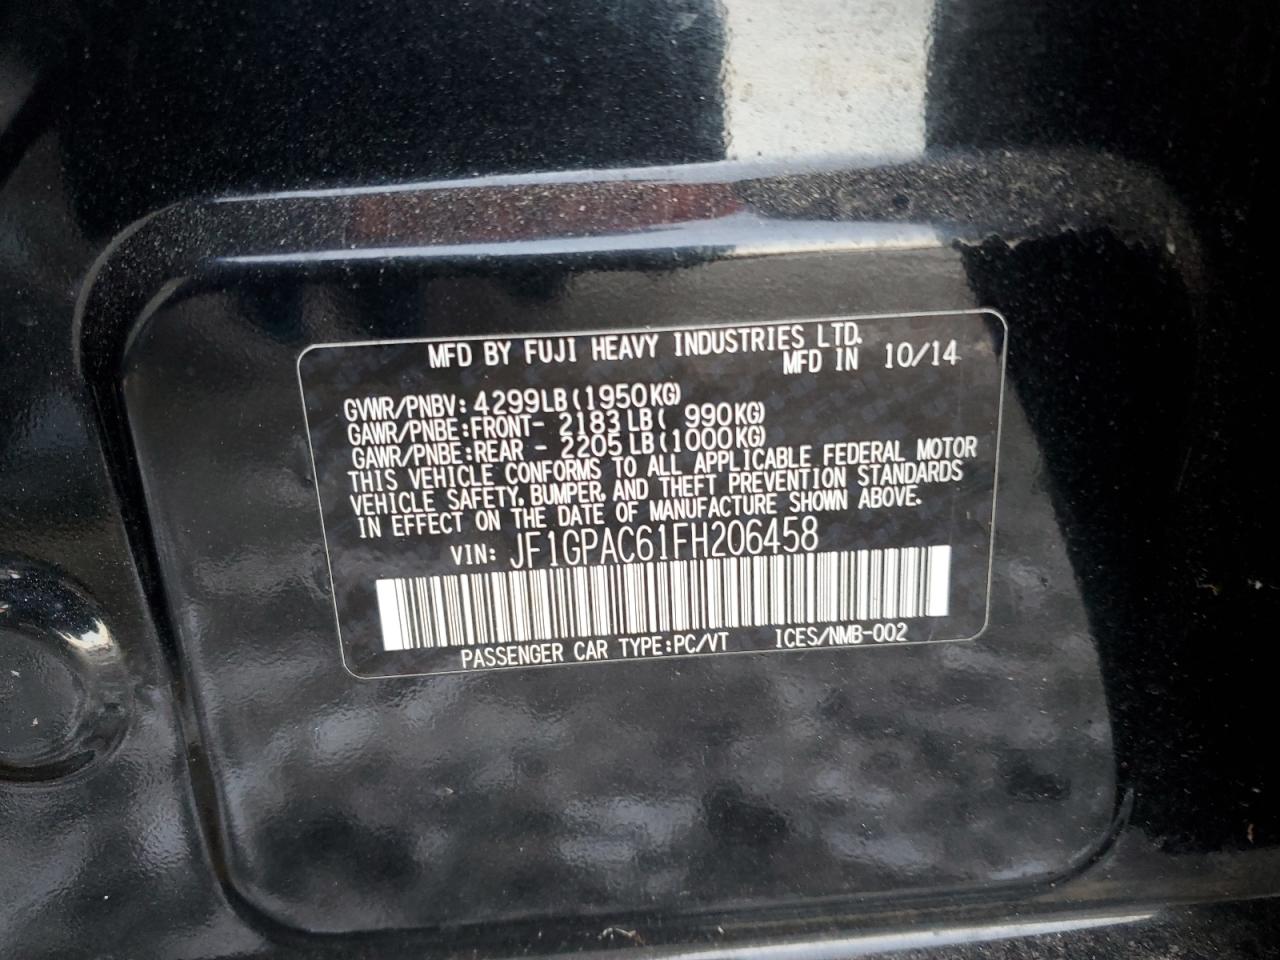 MFD BY FUJI HEAVY INDUSTRIES LTD.
MFD IN 10/14
GVWR/PNBV: 4299LB(1950KG)
GAWR/PNBE:FRONT- 2183LB( 990KG)
GAWR/PNBE:REAR - 2205LB(1000KG)
THIS VEHICLE CONFORMS TO ALL APPLICABLE FEDERAL MOTOR
VEHICLE SAFETY, BUMPER, AND THEFT PREVENTION STANDARDS
IN EFFECT ON THE DATE OF MANUFACTURE SHOWN ABOVE.
VIN: JF1GPAC61FH206458
PASSENGER CAR TYPE:PC/VT ICES/NMB-002